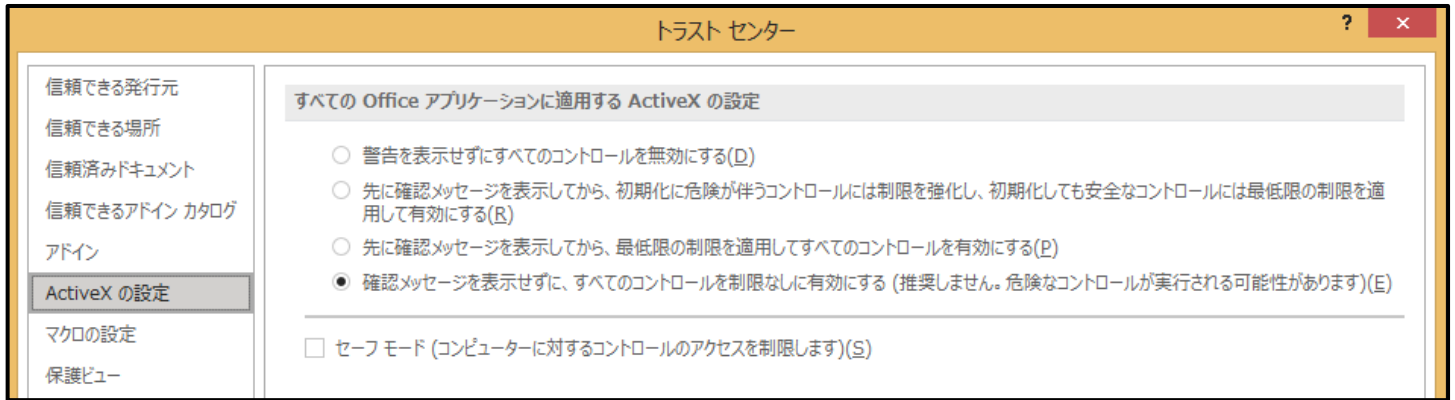 トラスト センター
?
×
信頼できる発行元
信頼できる場所
信頼済みドキュメント
信頼できるアドイン カタログ
アドイン
ActiveX の設定
マクロの設定
保護ビュー
すべての Office アプリケーションに適用する ActiveX の設定
警告を表示せずにすべてのコントロールを無効にする(D)
先に確認メッセージを表示してから、初期化に危険が伴うコントロールには制限を強化し、初期化しても安全なコントロールには最低限の制限を適
用して有効にする(R)
先に確認メッセージを表示してから、最低限の制限を適用してすべてのコントロールを有効にする(P)
確認メッセージを表示せずに、すべてのコントロールを制限なしに有効にする (推奨しません。危険なコントロールが実行される可能性があります)(E)
セーフ モード (コンピューターに対するコントロールのアクセスを制限します)(S)